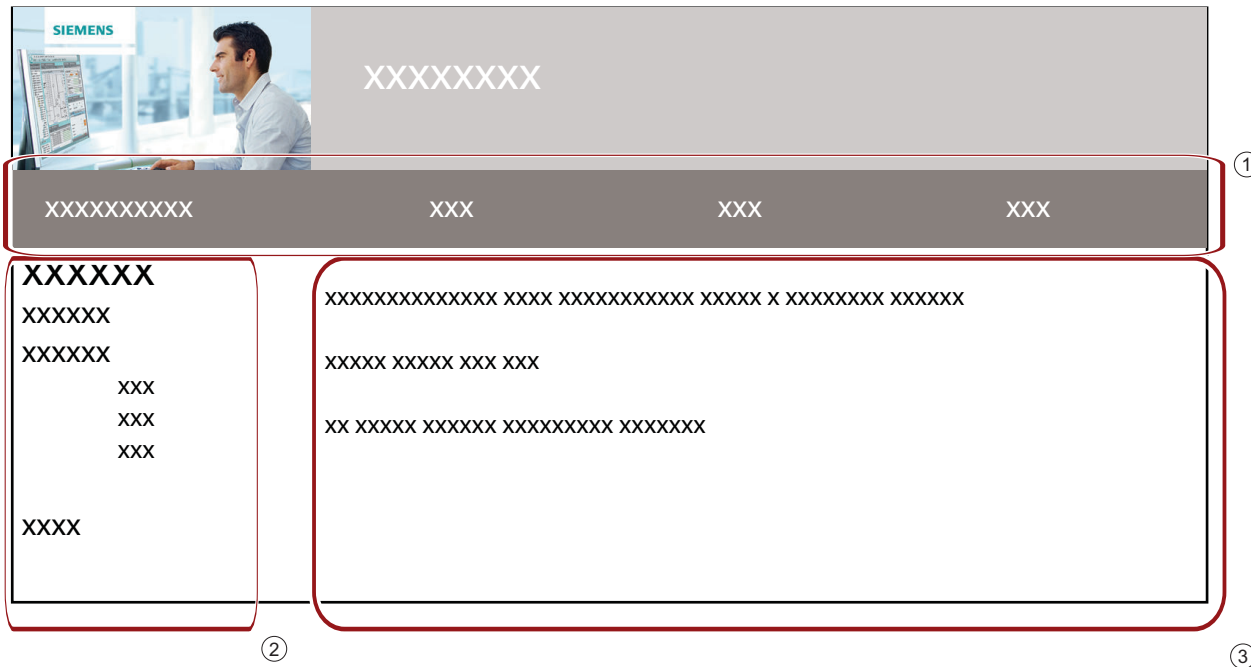 SIEMENS
XXXXXXXX
XXXXXXXXXX XXX XXX XXX
1
XXXXXX
XXXXXX
XXXXXX
XXX
XXX
XXX
XXXX
XXXXXXXXXXXXXX XXXX XXXXXXXXXXX XXXXX X XXXXXXXX XXXXXX
XXXXX XXXXX XXX XXX
XX XXXXX XXXXXX XXXXXXXXX XXXXXXX
2
3